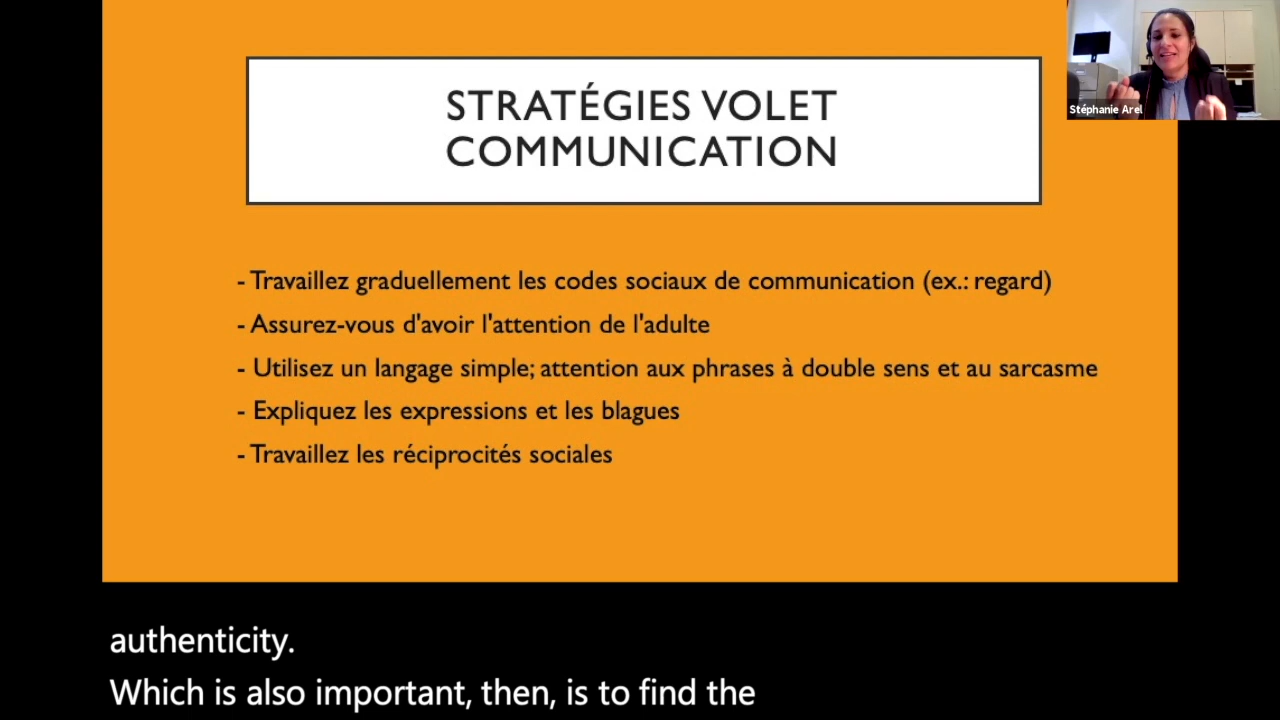 STRATÉGIES VOLET
COMMUNICATION
Stéphanie Arel
- Travaillez graduellement les codes sociaux de communication (ex.: regard)
- Assurez-vous d'avoir l'attention de l'adulte
- Utilisez un langage simple; attention aux phrases à double sens et au sarcasme
- Expliquez les expressions et les blagues
- Travaillez les réciprocités sociales
authenticity.
Which is also important, then, is to find the